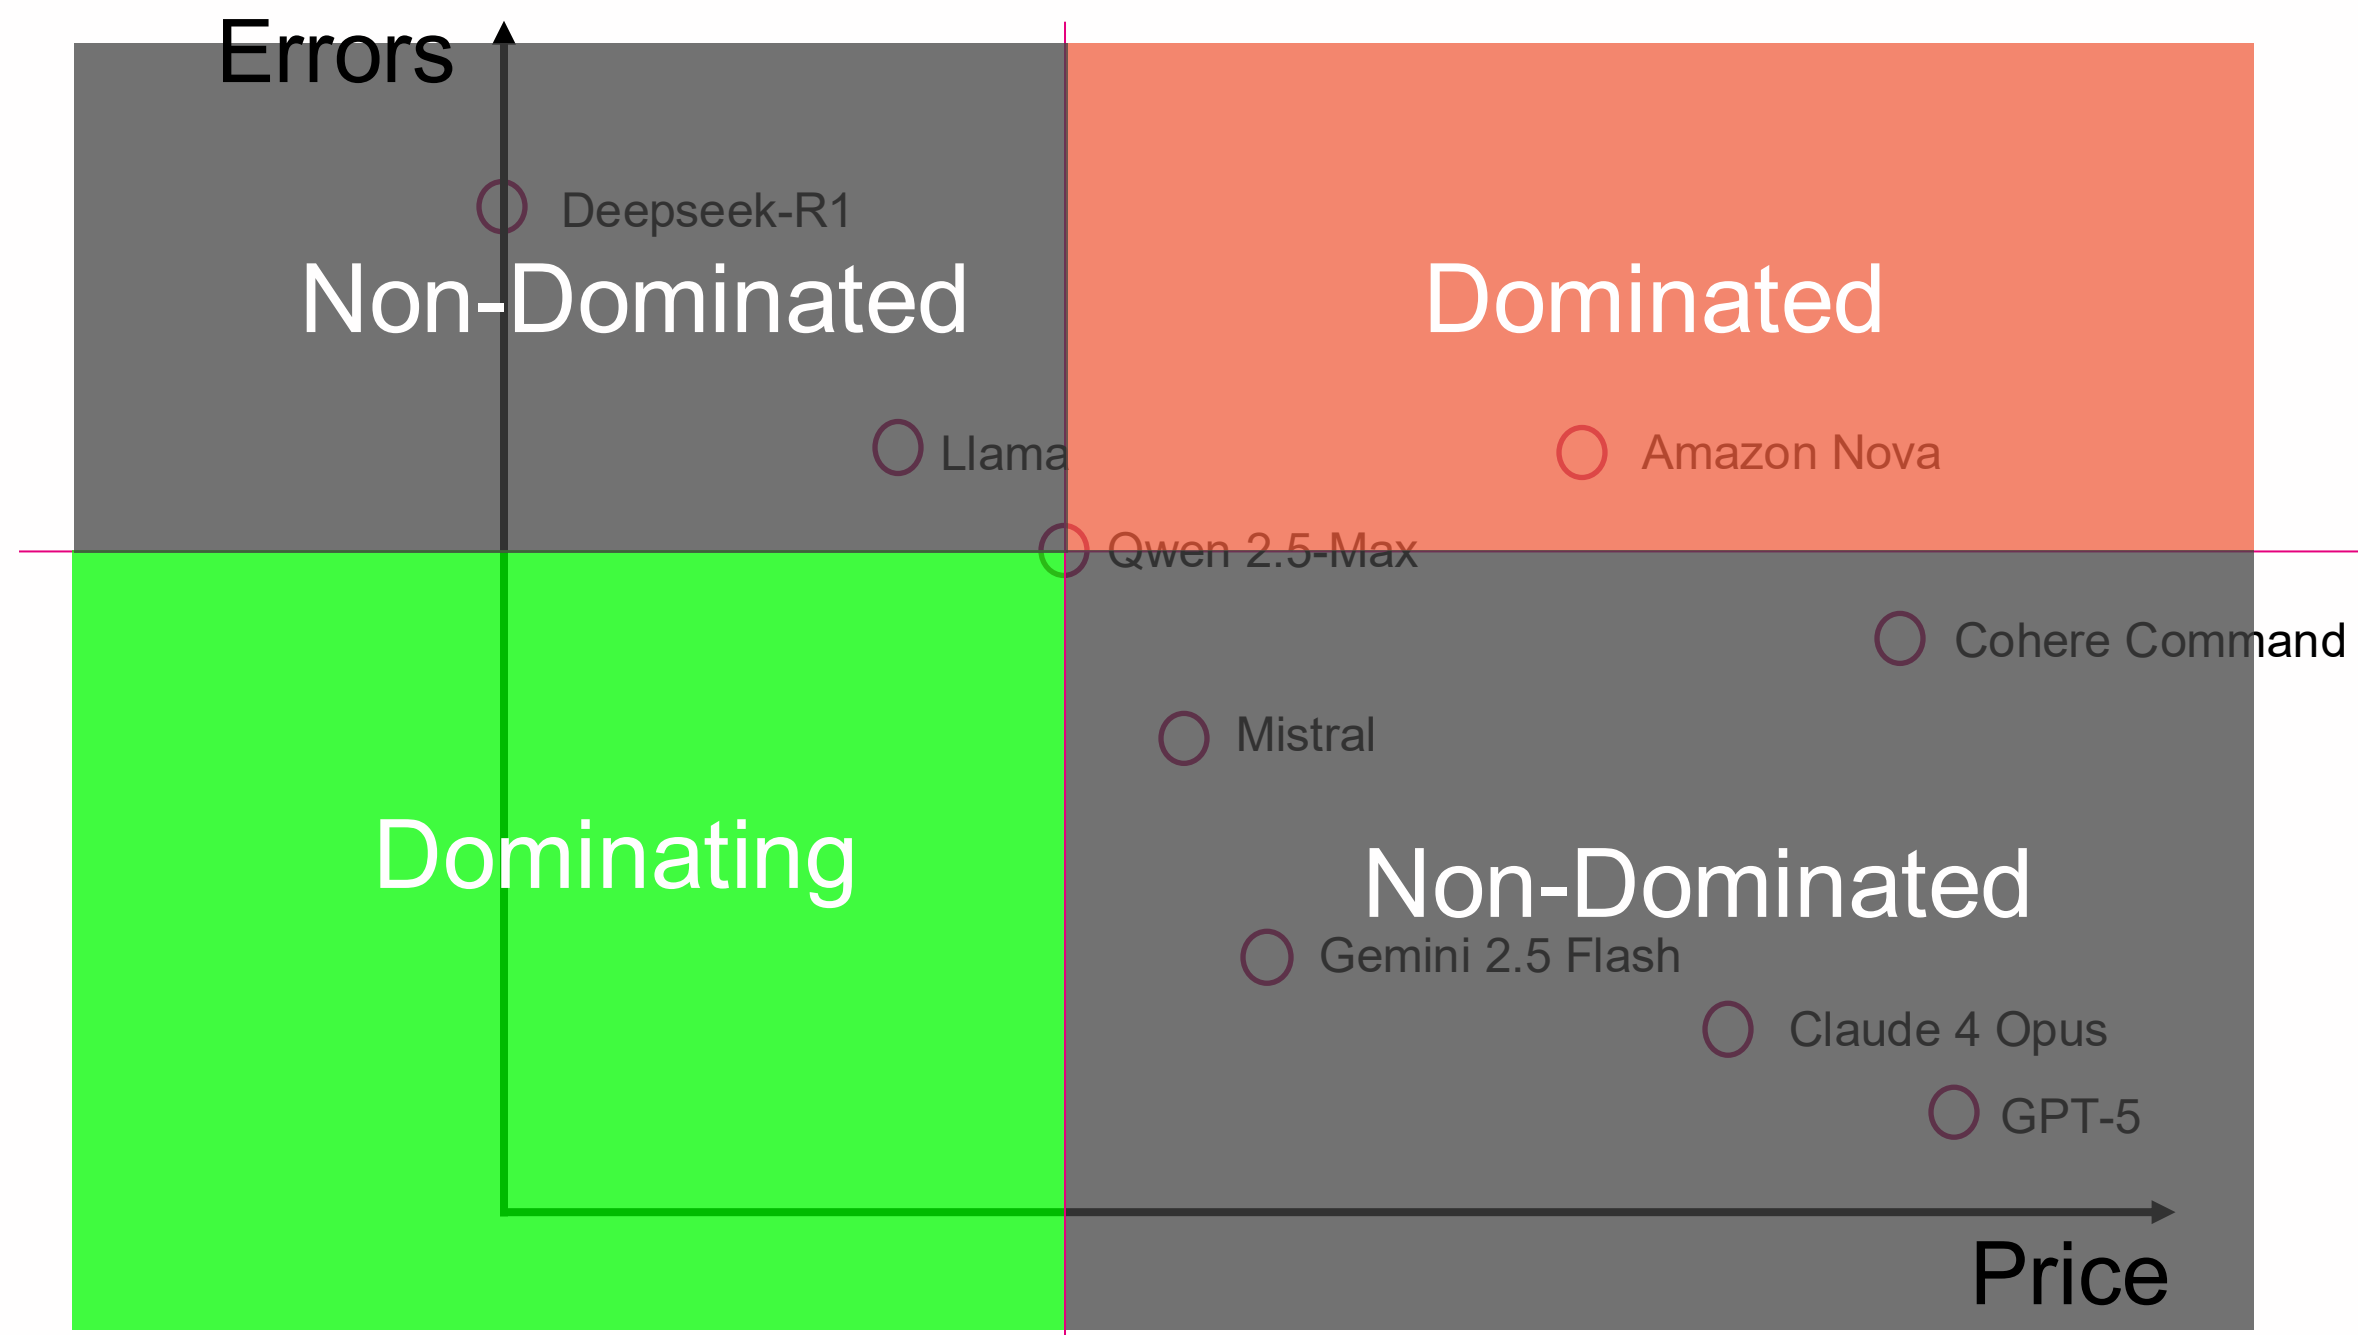 Errors
Deepseek-R1
Non-Dominated
Dominated
Llama
Amazon Nova
Qwen 2.5-Max
Cohere Command
Mistral
Dominating
Non-Dominated
Gemini 2.5 Flash
Claude 4 Opus
GPT-5
Price